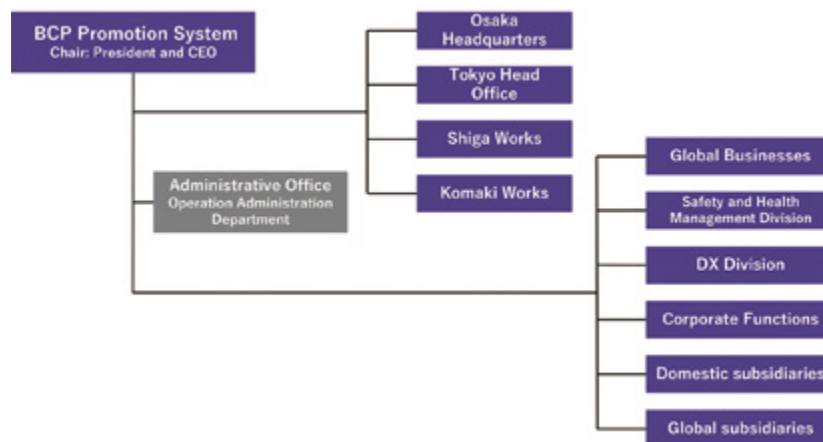 BCP Promotion System
Chair: President and CEO
Osaka
Headquarters
Tokyo Head
Office
Shiga Works
Komaki Works
Administrative Office
Operation Administration
Department
Global Businesses
Safety and Health
Management Division
DX Division
Corporate Functions
Domestic subsidiaries
Global subsidiaries